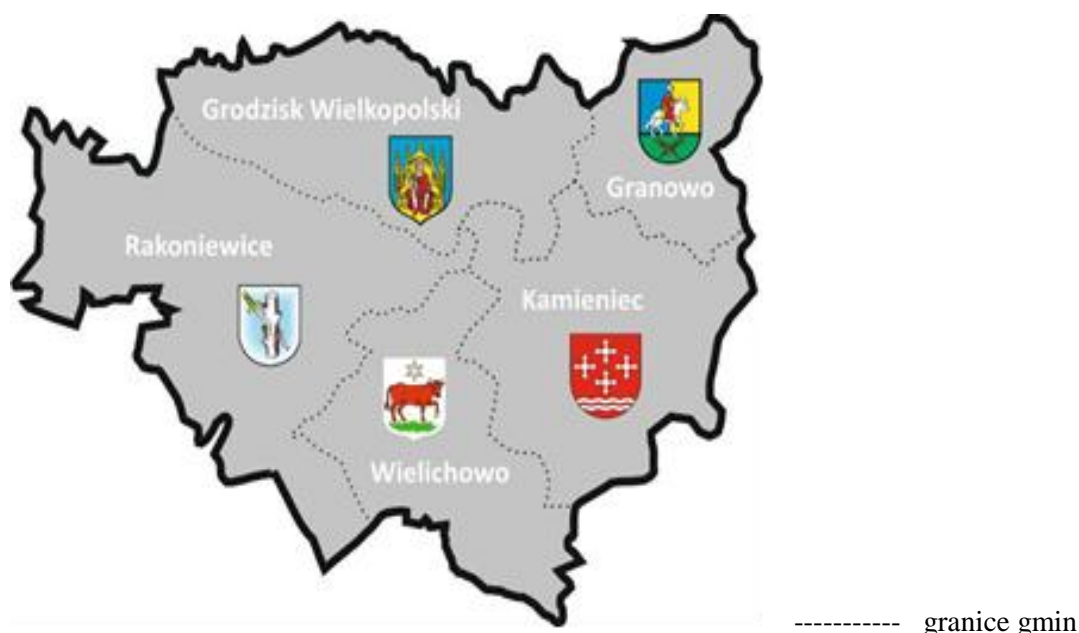 Grodzisk Wielkopolski
Granowo
Rakoniewice
Kamieniec
Wielichowo
----------- granice gmin